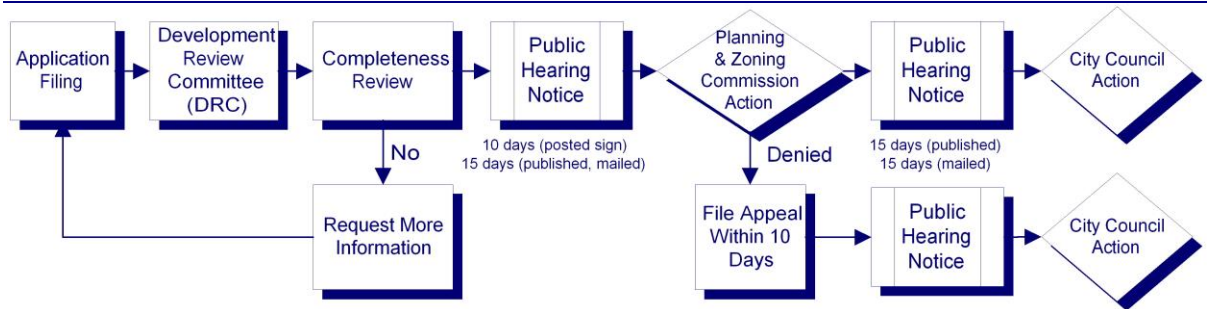 Application
Filing
Development
Review
Committee
(DRC)
Completeness
Review
Public
Hearing
Notice
10 days (posted sign)
15 days (published, mailed)
Planning
& Zoning
Commission
Action
Public
Hearing
Notice
15 days (published)
15 days (mailed)
City Council
Action
No
Request More
Information
Denied
File Appeal
Within 10
Days
Public
Hearing
Notice
City Council
Action